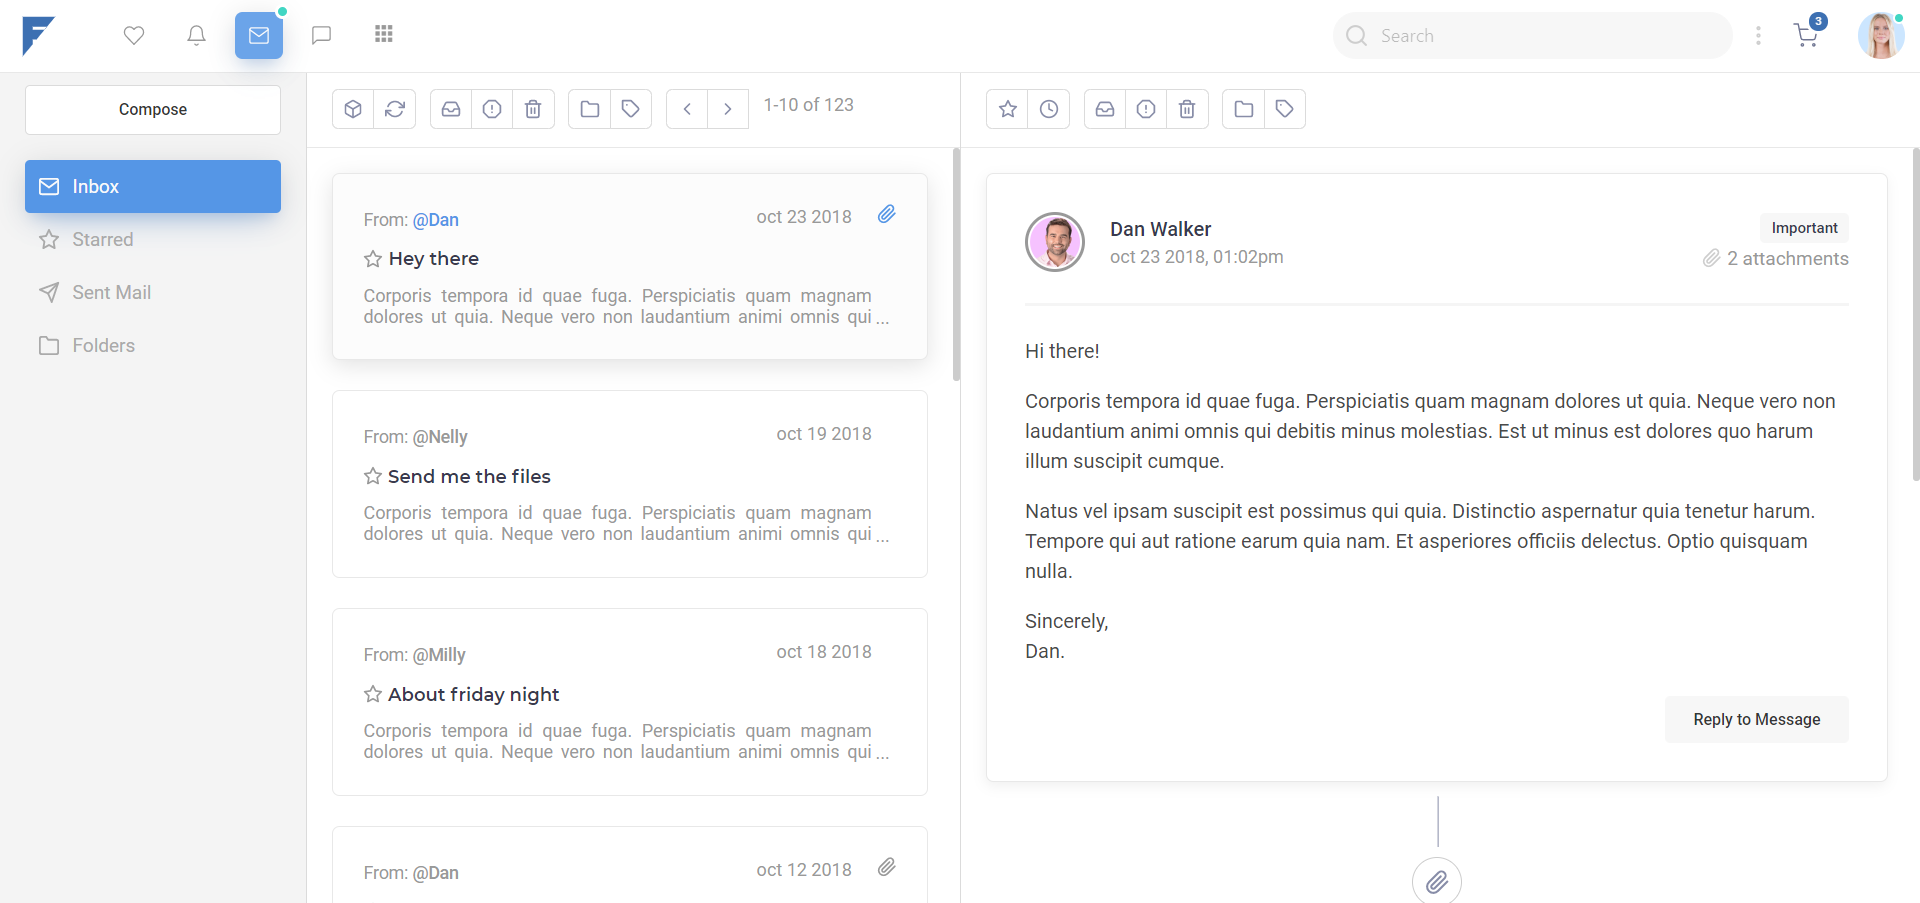 Search
3
Compose
Inbox
Starred
Sent Mail
Folders
1-10 of 123
From: @Dan
oct 23 2018
Hey there
Corporis tempora id quae fuga. Perspiciatis quam magnam
dolores ut quia. Neque vero non laudantium animi omnis qui ...
From: @Nelly
oct 19 2018
Send me the files
Corporis tempora id quae fuga. Perspiciatis quam magnam
dolores ut quia. Neque vero non laudantium animi omnis qui ...
From: @Milly
oct 18 2018
About friday night
Corporis tempora id quae fuga. Perspiciatis quam magnam
dolores ut quia. Neque vero non laudantium animi omnis qui ...
From: @Dan
oct 12 2018
Dan Walker
oct 23 2018, 01:02pm
Important
2 attachments
Hi there!
Corporis tempora id quae fuga. Perspiciatis quam magnam dolores ut quia. Neque vero non
laudantium animi omnis qui debitis minus molestias. Est ut minus est dolores quo harum
illum suscipit cumque.
Natus vel ipsam suscipit est possimus qui quia. Distinctio aspernatur quia tenetur harum.
Tempore qui aut ratione earum quia nam. Et asperiores officiis delectus. Optio quisquam
nulla.
Sincerely,
Dan.
Reply to Message